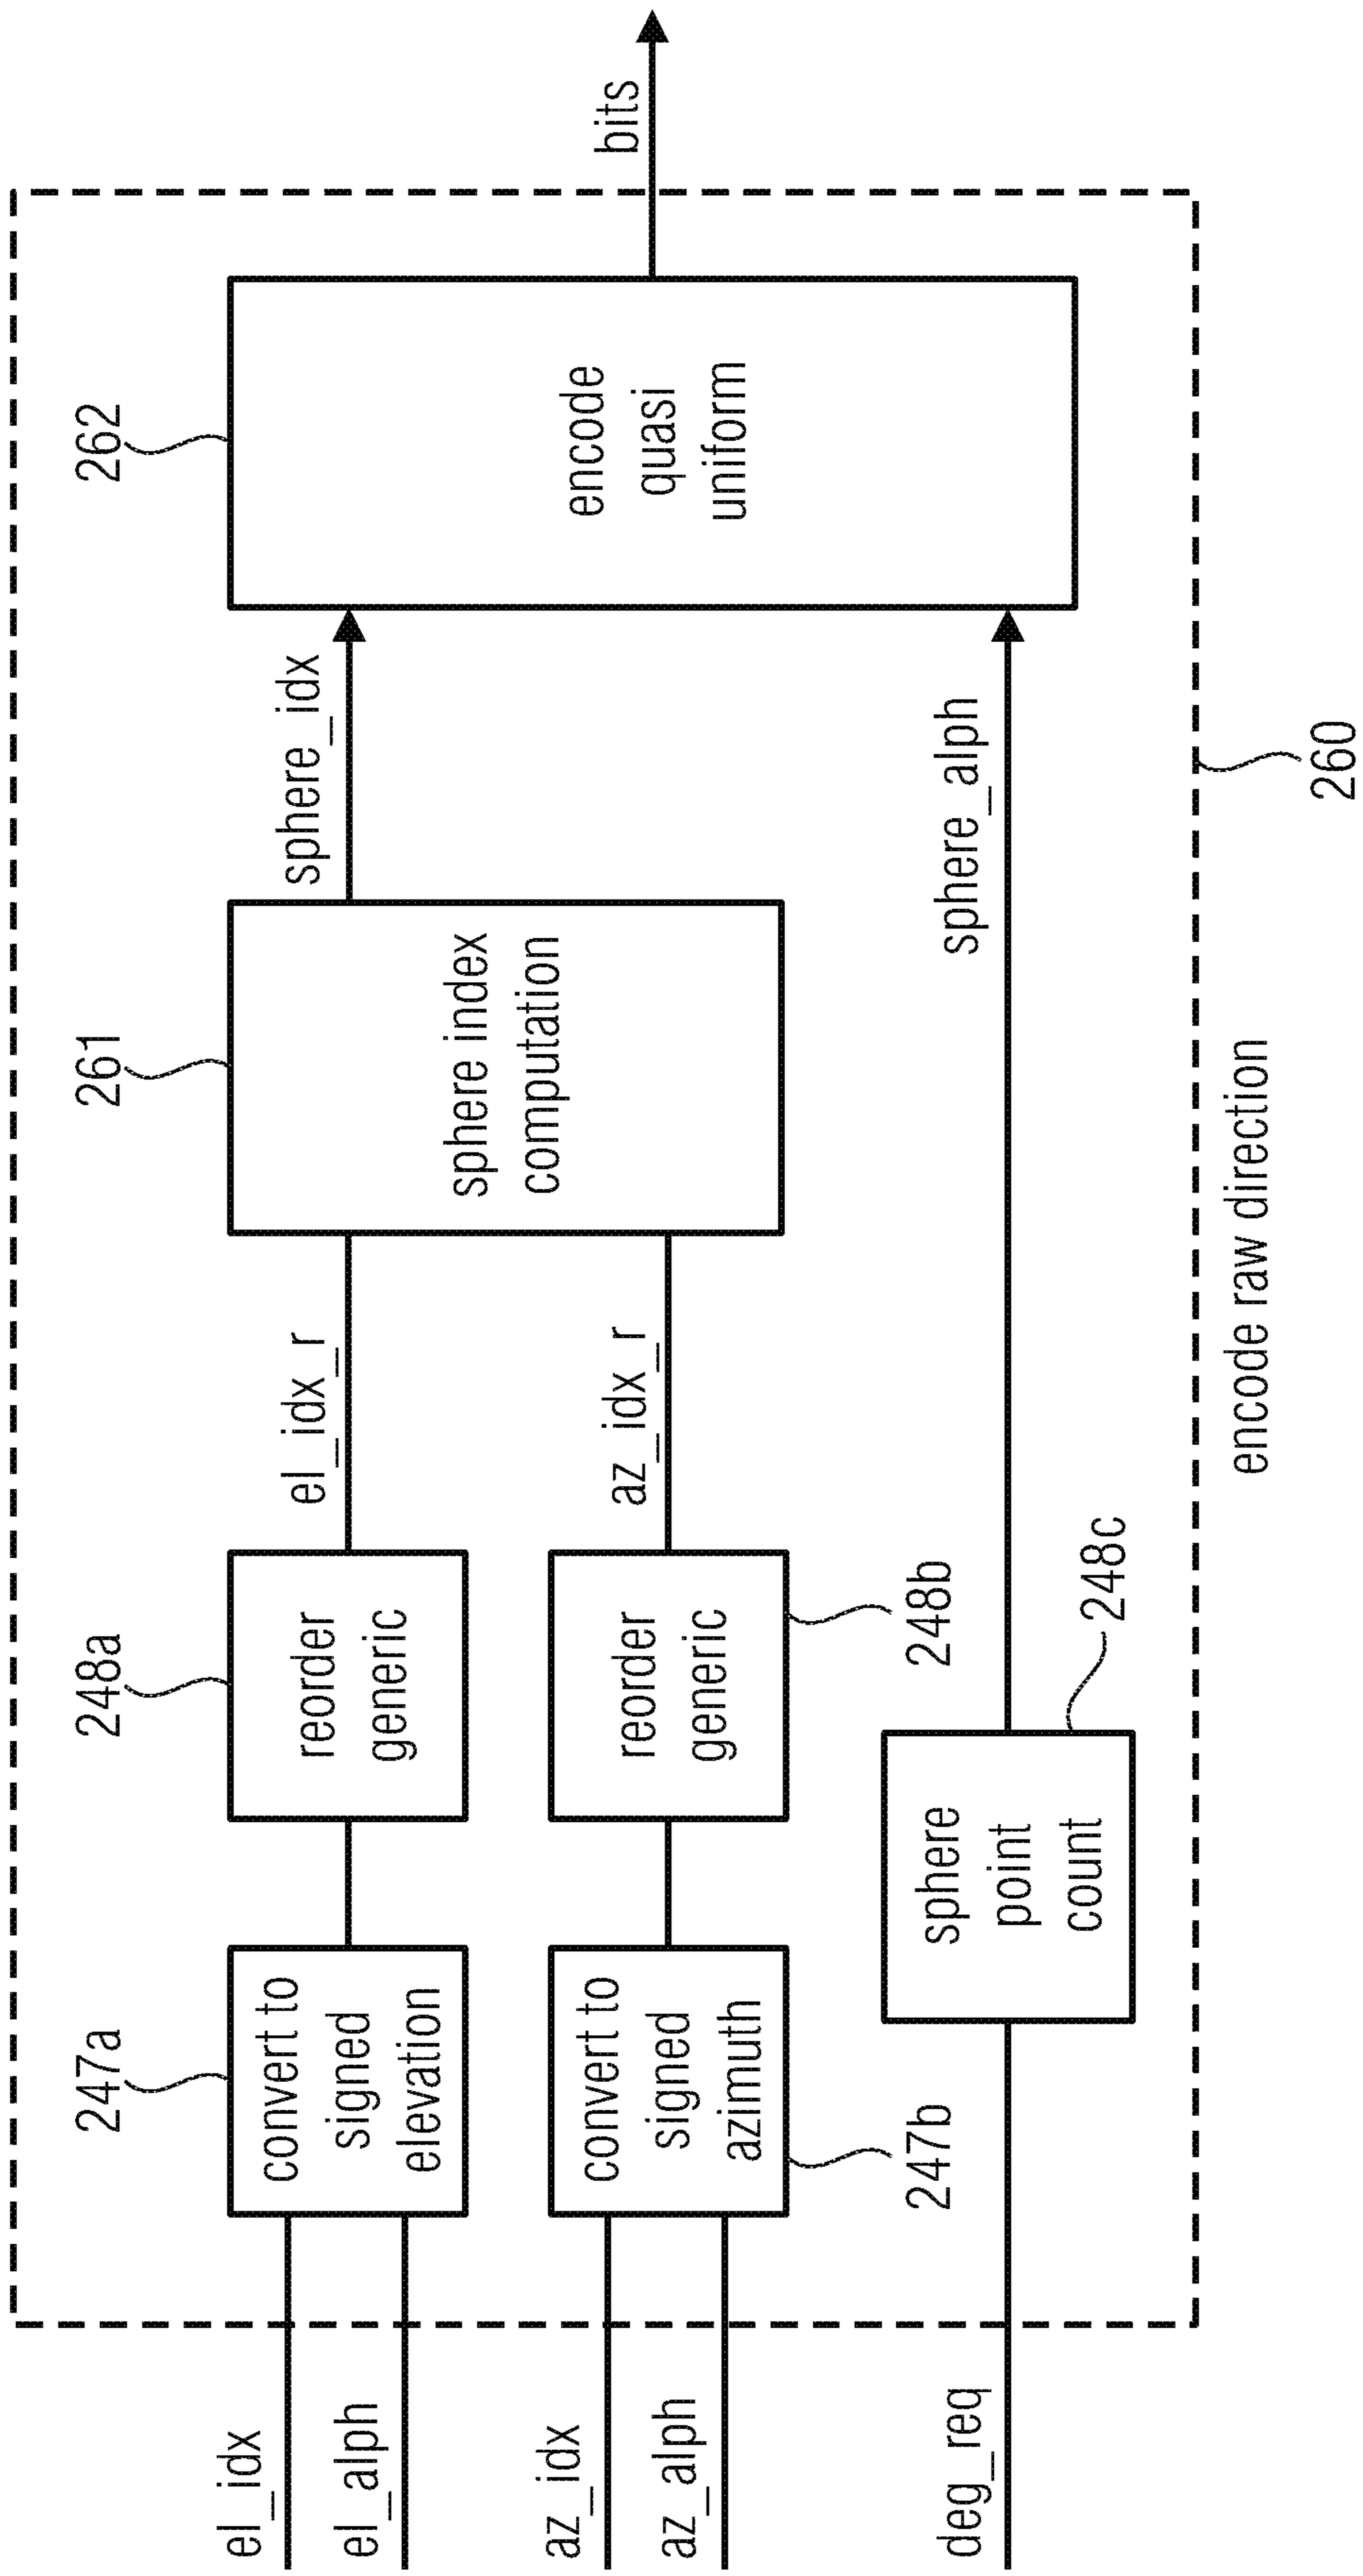 el_idx
el_alph
az_idx
az_alph
deg_req
247a
convert to
signed
elevation
convert to
signed
azimuth
247b
248a
reorder
generic
reorder
generic
248b
sphere
point
count
248c
el_idx_r
az_idx_r
261
sphere index
computation
sphere_idx
sphere_alph
262
encode
quasi
uniform
bits
encode raw direction
260